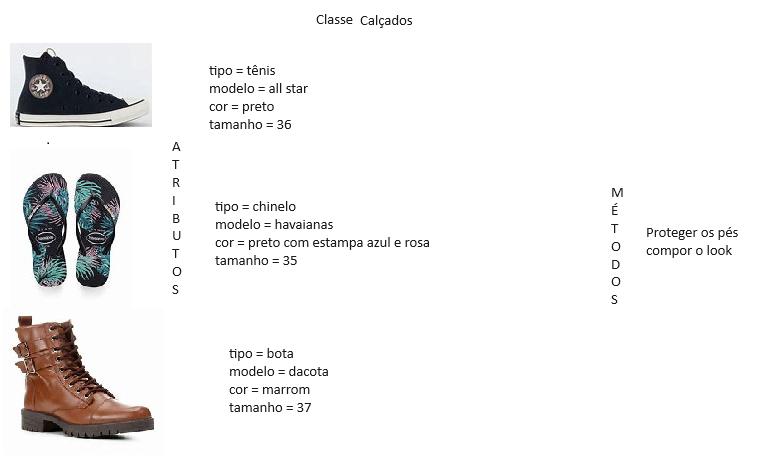 Classe Calçados
tipo = tênis
modelo = all star
cor = preto
tamanho = 36
A
T
R
I
B
U
T
O
S
tipo = chinelo
modelo = havaianas
cor = preto com estampa azul e rosa
tamanho = 35
tipo = bota
modelo = dacota
cor = marrom
tamanho = 37
M
É
T
O
D
O
S
Proteger os pés
compor o look